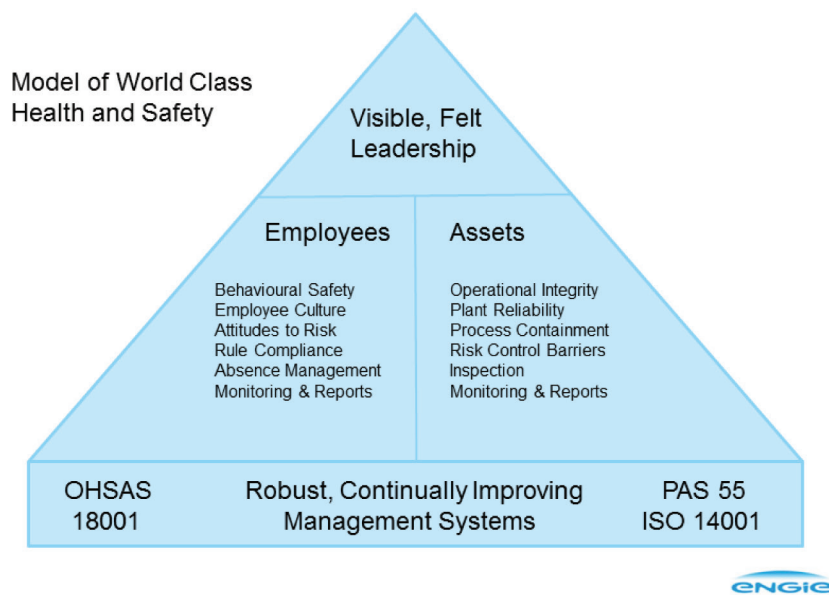 Model of World Class
Health and Safety
Visible, Felt
Leadership
Employees
Behavioural Safety
Employee Culture
Attitudes to Risk
Rule Compliance
Absence Management
Monitoring & Reports
Assets
Operational Integrity
Plant Reliability
Process Containment
Risk Control Barriers
Inspection
Monitoring & Reports
OHSAS
18001
Robust, Continually Improving
Management Systems
PAS 55
ISO 14001
ENGIE